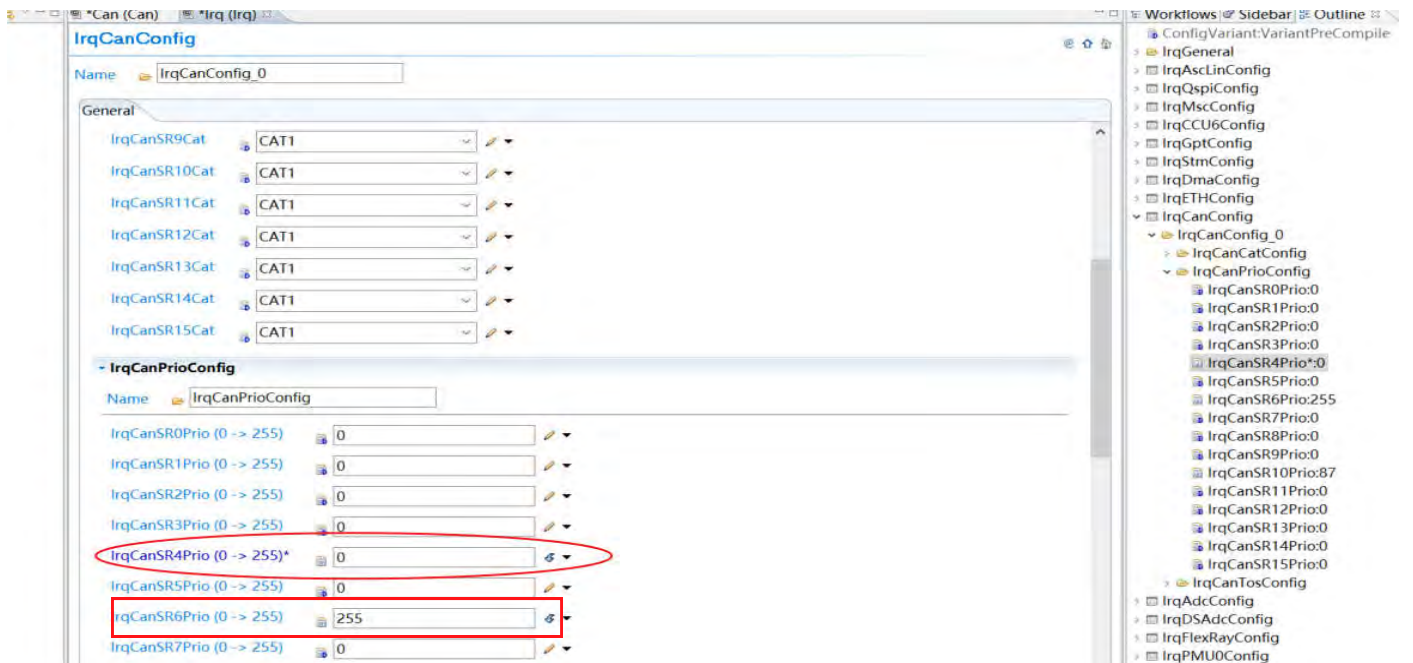 *Can (Can)
*Irq (Irq)
IrqCanConfig
Name IrqCanConfig_0
General
IrqCanSR9Cat CAT1
IrqCanSR10Cat CAT1
IrqCanSR11Cat CAT1
IrqCanSR12Cat CAT1
IrqCanSR13Cat CAT1
IrqCanSR14Cat CAT1
IrqCanSR15Cat CAT1
IrqCanPrioConfig
Name IrqCanPrioConfig
IrqCanSR0Prio (0 -> 255) 0
IrqCanSR1Prio (0 -> 255) 0
IrqCanSR2Prio (0 -> 255) 0
IrqCanSR3Prio (0 -> 255) 0
IrqCanSR4Prio (0 -> 255)* 0
IrqCanSR5Prio (0 -> 255) 0
rqCanSR6Prio (0 -> 255) 255
IrqCanSR7Prio (0 -> 255) 0
Workflows Sidebar Outline
ConfigVariant:VariantPreCompile
IrqGeneral
IrqAscLinConfig
IrqQspiConfig
IrqMscConfig
IrqCCU6Config
IrqGptConfig
IrqStmConfig
IrqDmaConfig
IrqETHConfig
IrqCanConfig
IrqCanConfig_0
IrqCanCatConfig
IrqCanPrioConfig
IrqCanSR0Prio:0
IrqCanSR1Prio:0
IrqCanSR2Prio:0
IrqCanSR3Prio:0
IrqCanSR4Prio*:0
IrqCanSR5Prio:0
IrqCanSR6Prio:255
IrqCanSR7Prio:0
IrqCanSR8Prio:0
IrqCanSR9Prio:0
IrqCanSR10Prio:87
IrqCanSR11Prio:0
IrqCanSR12Prio:0
IrqCanSR13Prio:0
IrqCanSR14Prio:0
IrqCanSR15Prio:0
IrqCanTosConfig
IrqAdcConfig
IrqDSAdcConfig
IrqFlexRayConfig
IrqPMU0Config